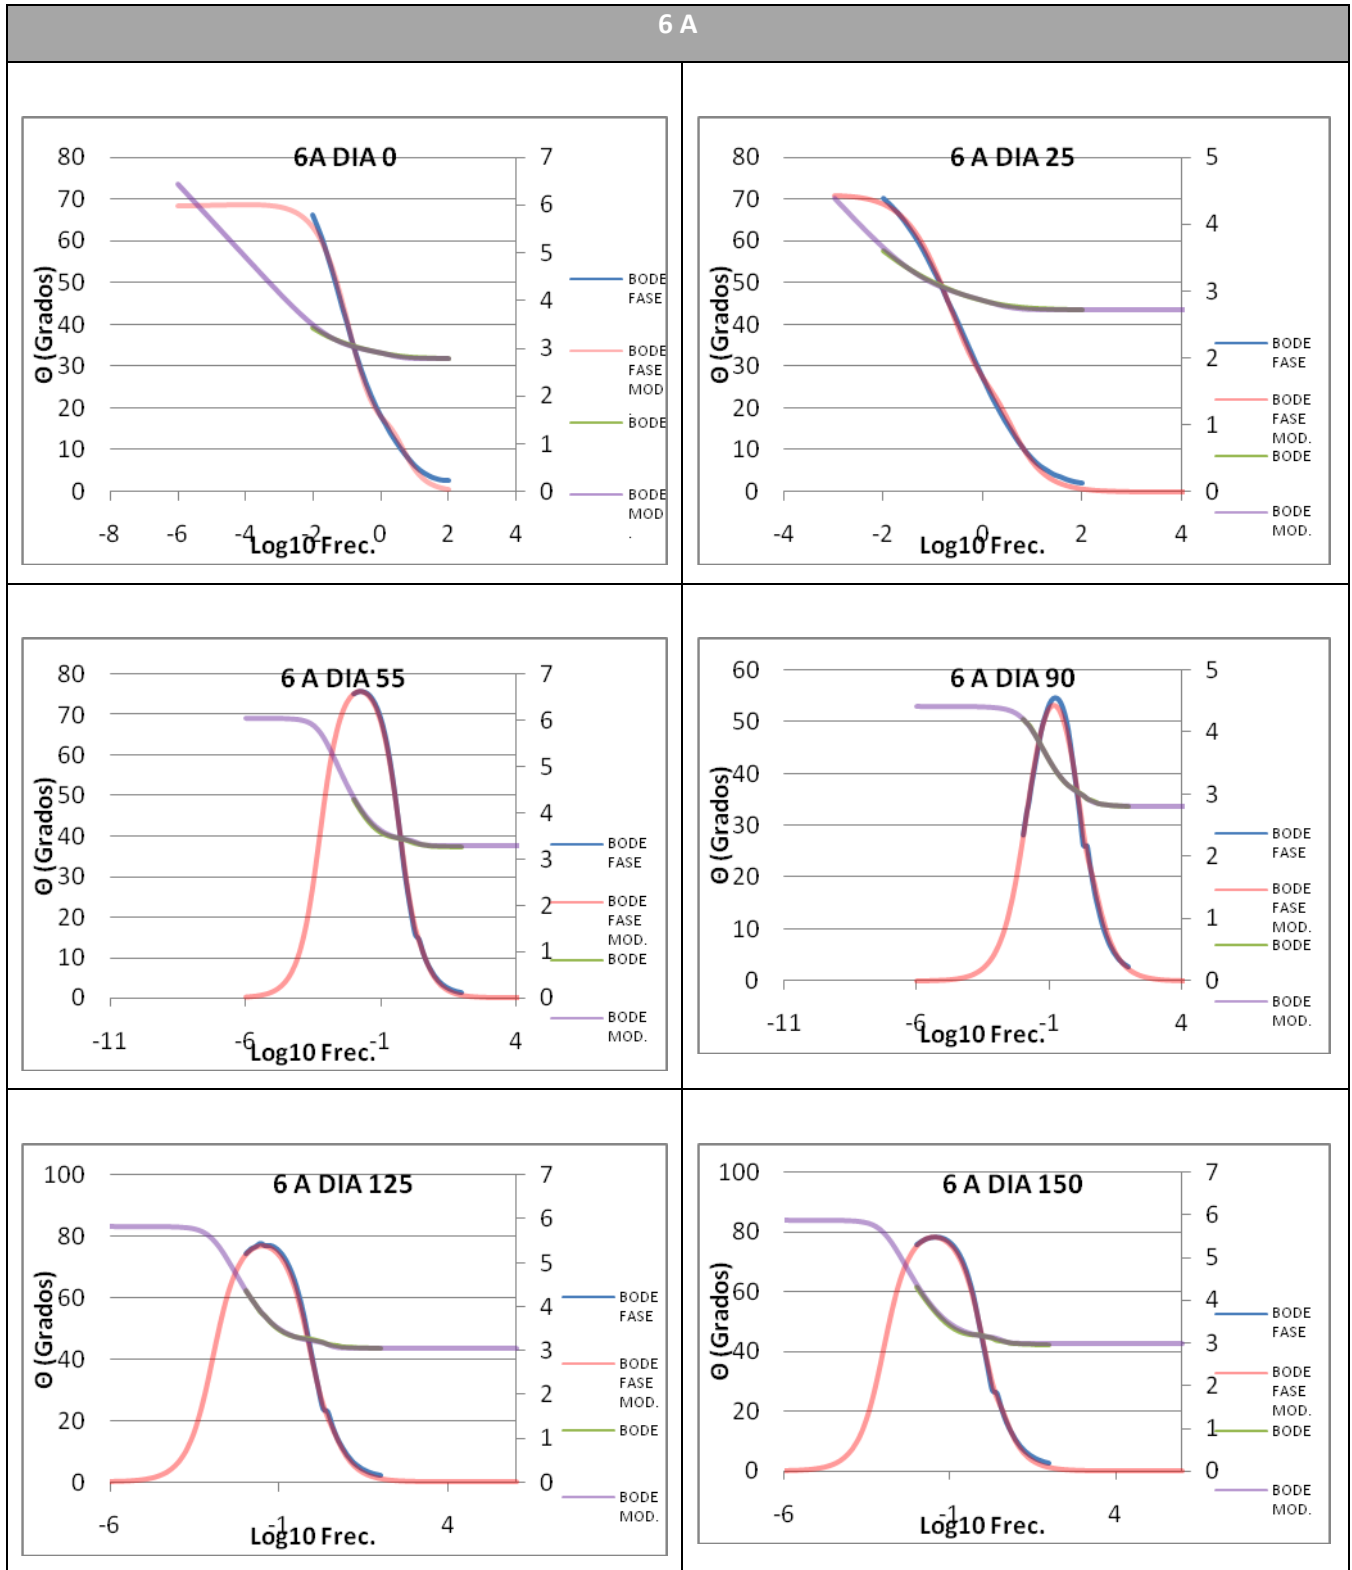 6 A
6A DIA 0
80
70
60
50
40
30
20
10
0
7
6
5
4
3
2
1
0
-8 -6 -2 0 2 4
Θ (Grados)
Log10 Frec.
BODE
FASE
BODE
FASE
MOD
.
BODE
BODE
MOD
.
6 A DIA 25
80
70
60
50
40
30
20
10
0
5
4
3
2
1
0
-4 -2 0 2 4
Θ (Grados)
Log10 Frec.
BODE
FASE
BODE
FASE
MOD.
BODE
BODE
MOD.
6 A DIA 55
80
70
60
50
40
30
20
10
0
7
6
5
4
3
2
1
0
-11 -6 -1 4
Θ (Grados)
Log10 Frec.
BODE
FASE
BODE
FASE
MOD.
BODE
BODE
MOD.
6 A DIA 90
60
50
40
30
20
10
0
5
4
3
2
1
0
-11 -6 -1 4
Θ (Grados)
Log10 Frec.
BODE
FASE
BODE
FASE
MOD.
BODE
BODE
MOD.
6 A DIA 125
100
80
60
40
20
0
7
6
5
4
3
2
1
0
-6 -1 4
Θ (Grados)
Log10 Frec.
BODE
FASE
BODE
FASE
MOD.
BODE
BODE
MOD.
6 A DIA 150
100
80
60
40
20
0
7
6
5
4
3
2
1
0
-6 -1 4
Θ (Grados)
Log10 Frec.
BODE
FASE
BODE
FASE
MOD.
BODE
BODE
MOD.